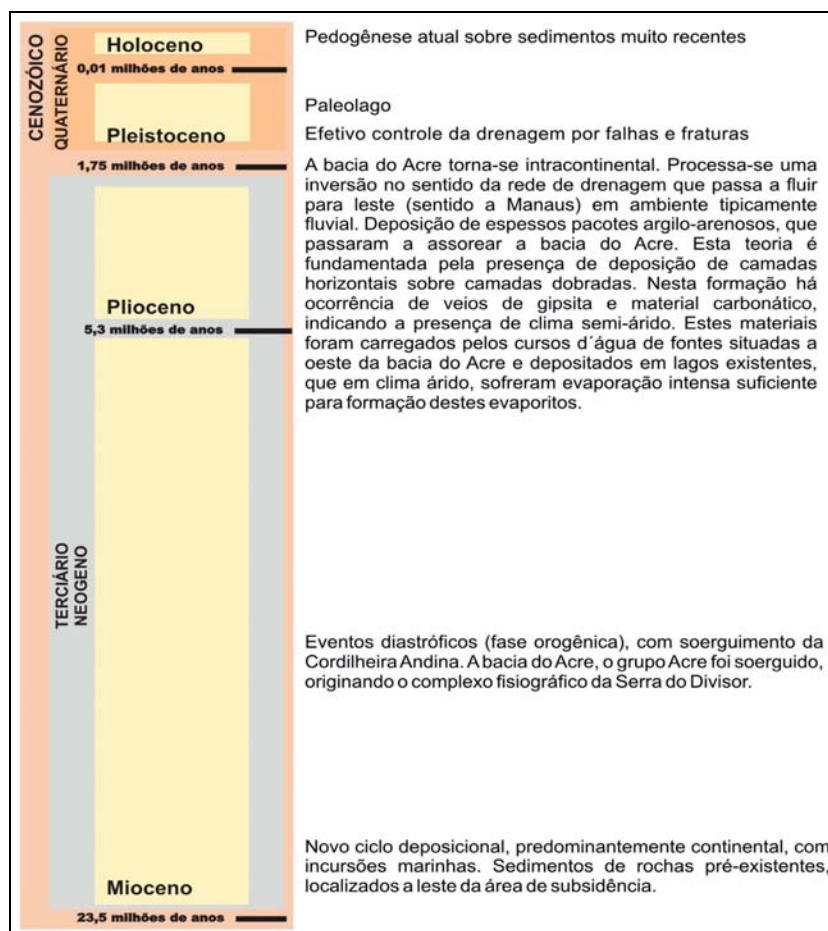 CENOZÓICO
QUATERNÁRIO
Holoceno
Pedogênese atual sobre sedimentos muito recentes
0,01 milhões de anos
Paleolago
Pleistoceno
Efetivo controle da drenagem por falhas e fraturas
1,75 milhões de anos
A bacia do Acre torna-se intracontinental. Processa-se uma
inversão no sentido da rede de drenagem que passa a fluir
para leste (sentido a Manaus) em ambiente tipicamente
fluvial. Deposição de espessos pacotes argilo-arenosos, que
passaram a assorear a bacia do Acre. Esta teoria é
fundamentada pela presença de deposição de camadas
horizontais sobre camadas dobradas. Nesta formação há
ocorrência de veios de gipsita e material carbonático,
indicando a presença de clima semi-árido. Estes materiais
foram carregados pelos cursos d´água de fontes situadas a
oeste da bacia do Acre e depositados em lagos existentes,
que em clima árido, sofreram evaporação intensa suficiente
para formação destes evaporitos.
Plioceno
5,3 milhões de anos
TERCIÁRIO
NEOGENO
Eventos diastróficos (fase orogênica), com soerguimento da
Cordilheira Andina. A bacia do Acre, o grupo Acre foi soerguido,
originando o complexo fisiográfico da Serra do Divisor.
Novo ciclo deposicional, predominantemente continental, com
incursões marinhas. Sedimentos de rochas pré-existentes,
localizados a leste da área de subsidência.
Mioceno
23,5 milhões de anos